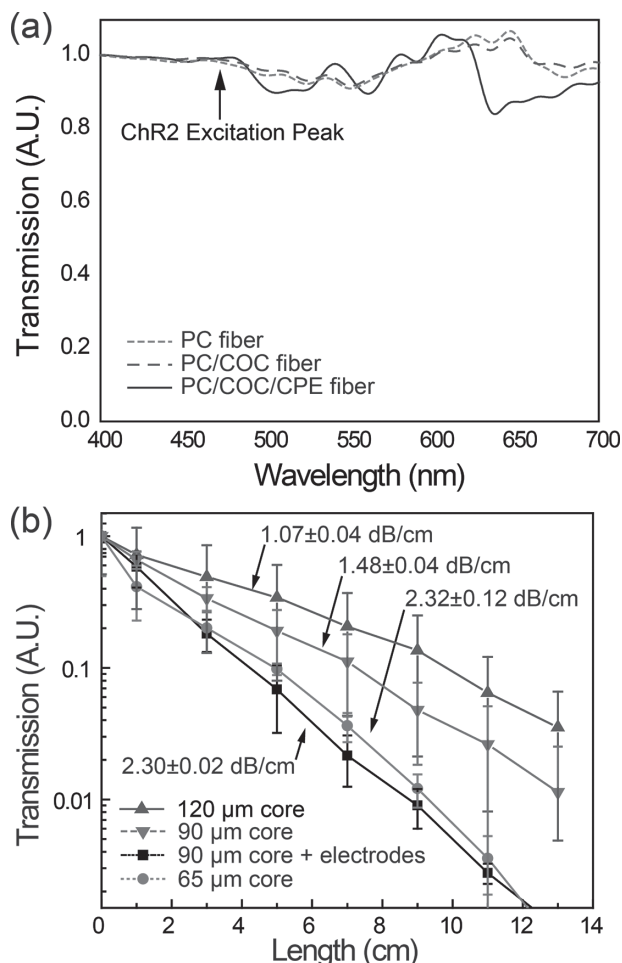 (a)
1.0
0.8
0.6
0.4
0.2
0.0
Transmission (A.U.)
ChR2 Excitation Peak
PC fiber
PC/COC fiber
PC/COC/CPE fiber
400 450 500 550 600 650 700
Wavelength (nm)
(b)
1
0.1
0.01
Transmission (A.U.)
1.07±0.04 dB/cm
1.48±0.04 dB/cm
2.32±0.12 dB/cm
2.30±0.02 dB/cm
120 µm core
90 µm core
90 µm core + electrodes
65 µm core
0 2 4 6 8 10 12 14
Length (cm)